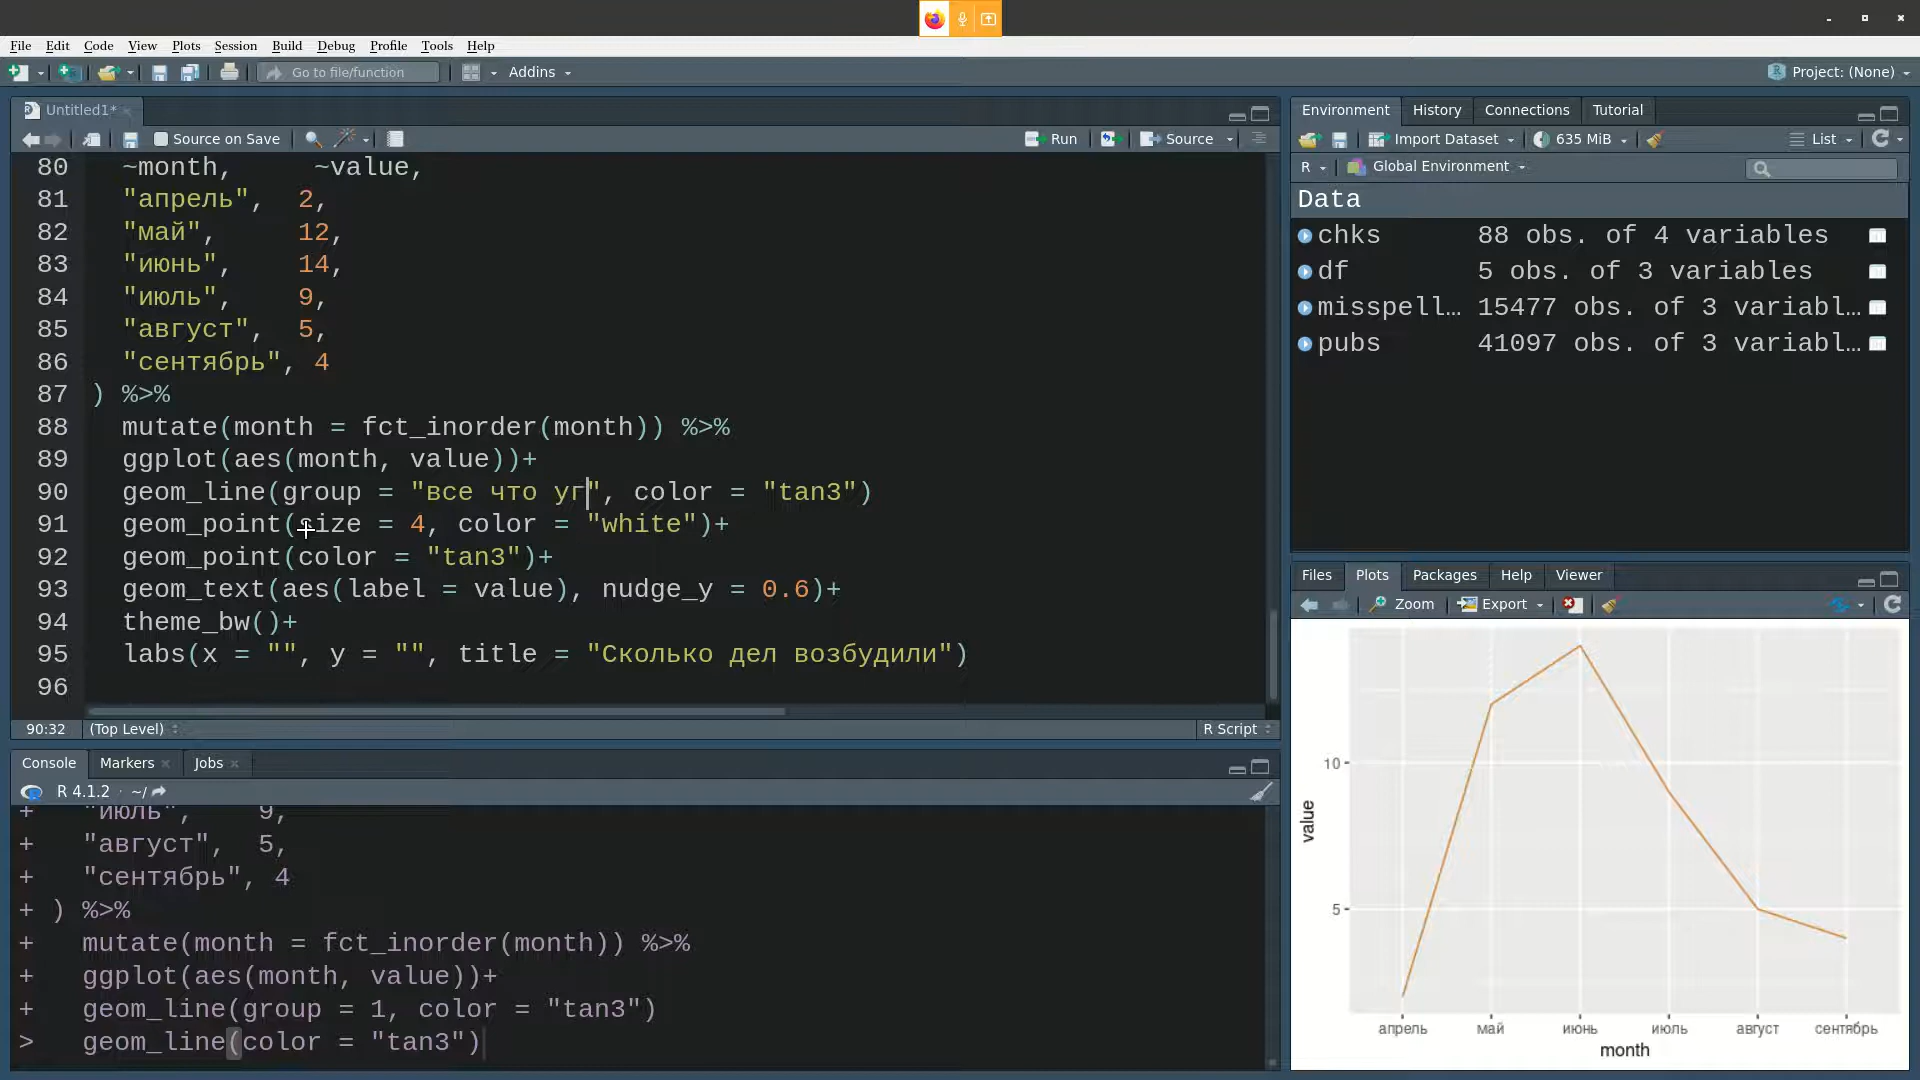 File Edit Code View Plots Session Build Debug Profile Tools Help
Go to file/function Addins Project: (None)
Untitled1*
Source on Save Run Source
80 ~month, ~value,
81 "апрель", 2,
82 "май", 12,
83 "июнь", 14,
84 "июль", 9,
85 "август", 5,
86 "сентябрь", 4
87 ) %>%
88 mutate(month = fct_inorder(month)) %>%
89 ggplot(aes(month, value))+
90 geom_line(group = "все что уг", color = "tan3")
91 geom_point(size = 4, color = "white")+
92 geom_point(color = "tan3")+
93 geom_text(aes(label = value), nudge_y = 0.6)+
94 theme_bw()+
95 labs(x = "", y = "", title = "Сколько дел возбудили")
96
90:32 (Top Level) R Script
Console Markers Jobs
R 4.1.2 · ~/
+ "июль", 9,
+ "август", 5,
+ "сентябрь", 4
+ ) %>%
+ mutate(month = fct_inorder(month)) %>%
+ ggplot(aes(month, value))+
+ geom_line(group = 1, color = "tan3")
> geom_line(color = "tan3")
Environment History Connections Tutorial
Import Dataset 635 MiB List
R Global Environment
Data
chks 88 obs. of 4 variables
df 5 obs. of 3 variables
misspell… 15477 obs. of 3 variabl…
pubs 41097 obs. of 3 variabl…
Files Plots Packages Help Viewer
Zoom Export
value
10
5
апрель май июнь июль август сентябрь
month